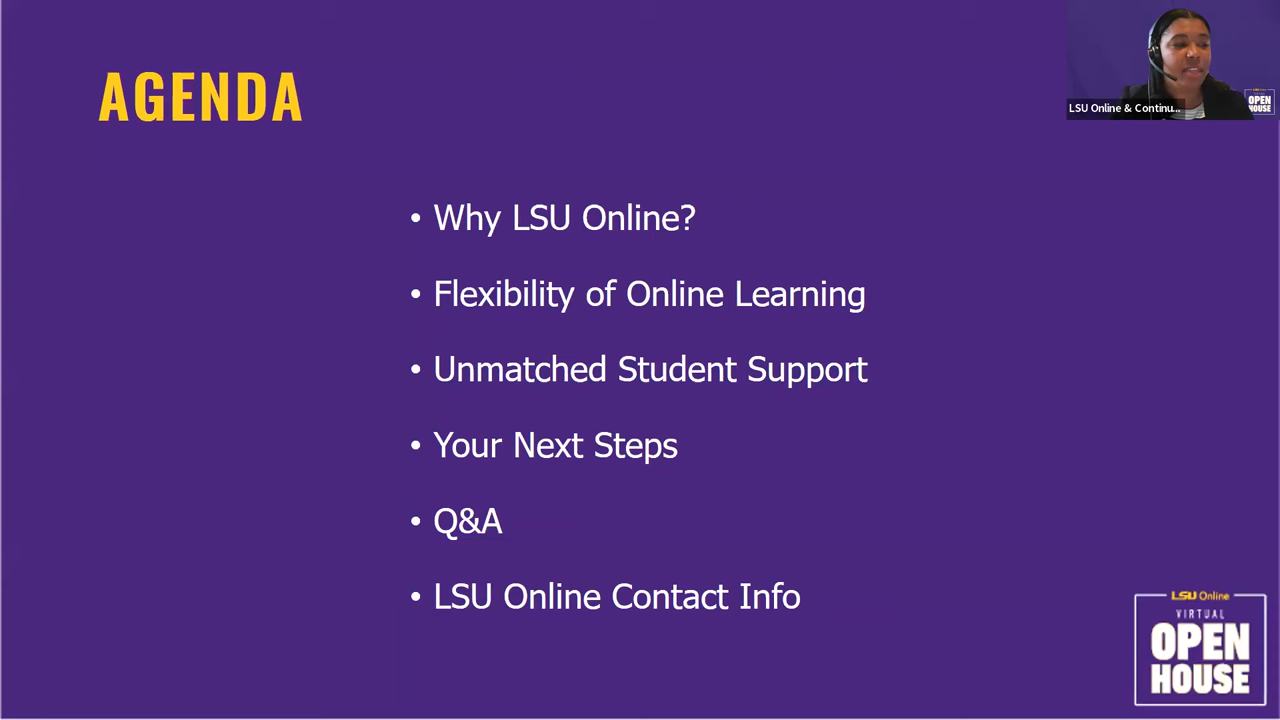 AGENDA
LSU Online & Continu...
OPEN
HOUSE
• Why LSU Online?
• Flexibility of Online Learning
• Unmatched Student Support
• Your Next Steps
• Q&A
• LSU Online Contact Info
LSU Online
VIRTUAL
OPEN
HOUSE